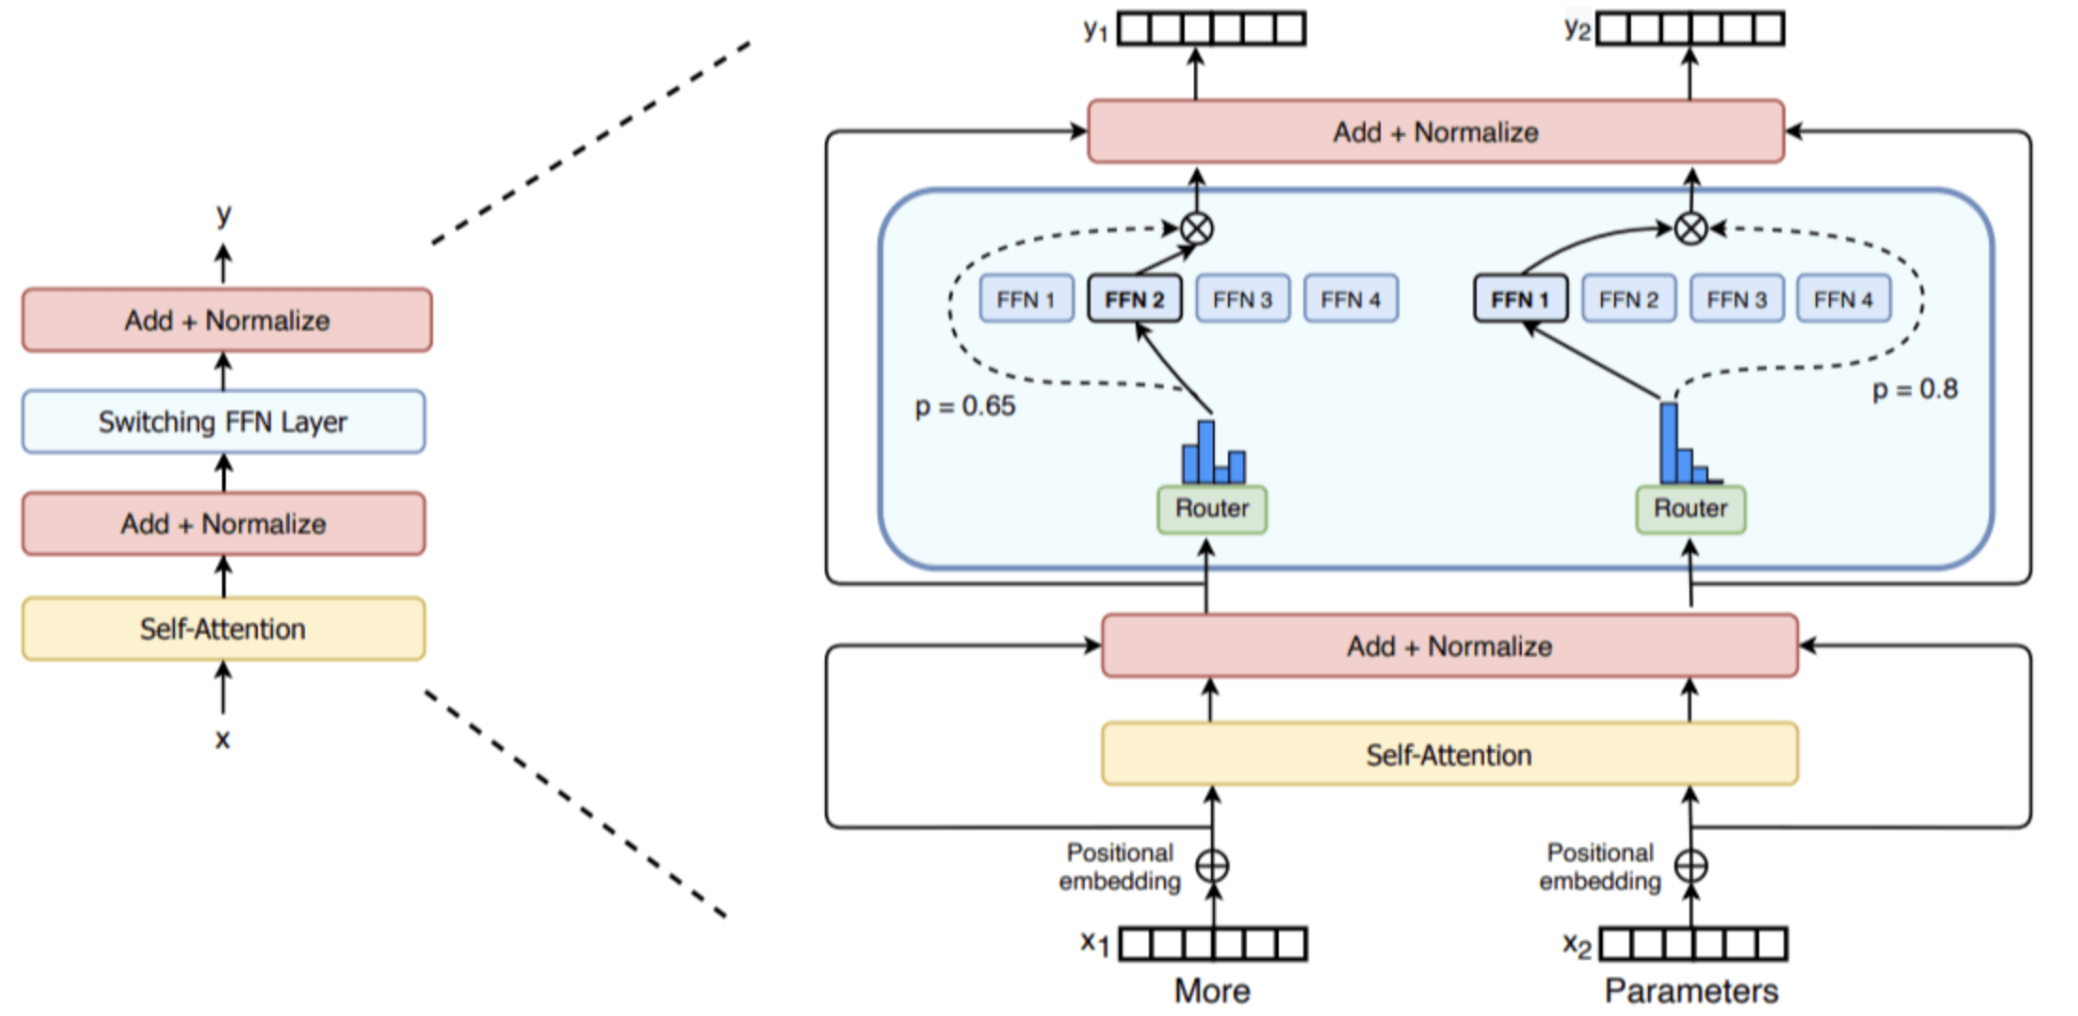 y
Add + Normalize
Switching FFN Layer
Add + Normalize
Self-Attention
x
y1
y2
Add + Normalize
FFN 1 FFN 2 FFN 3 FFN 4
FFN 1 FFN 2 FFN 3 FFN 4
p = 0.65
p = 0.8
Router
Router
Add + Normalize
Self-Attention
Positional
embedding
Positional
embedding
x1
x2
More
Parameters